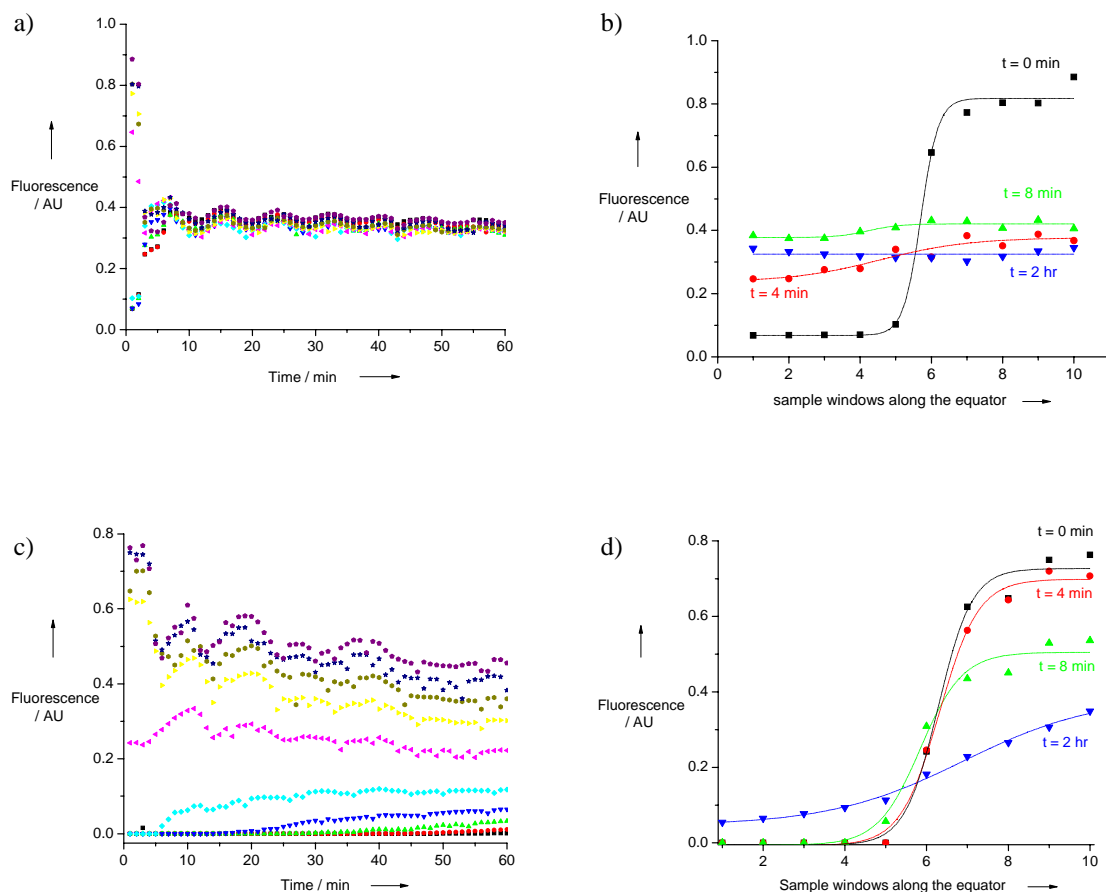 a)
1.0
0.8
0.6
0.4
0.2
0.0
Fluorescence
/ AU
0 10 20 30 40 50 60
Time / min
b)
1.0
0.8
0.6
0.4
0.2
0.0
Fluorescence
/ AU
t = 0 min
t = 8 min
t = 2 hr
t = 4 min
2 4 6 8 10
sample windows along the equator
c)
0.8
0.6
0.4
0.2
0.0
Fluorescence
/ AU
0 10 20 30 40 50 60
Time / min
d)
0.8
0.6
0.4
0.2
0.0
Fluorescence
/ AU
t = 0 min
t = 4 min
t = 8 min
t = 2 hr
2 4 6 8 10
Sample windows along the equator